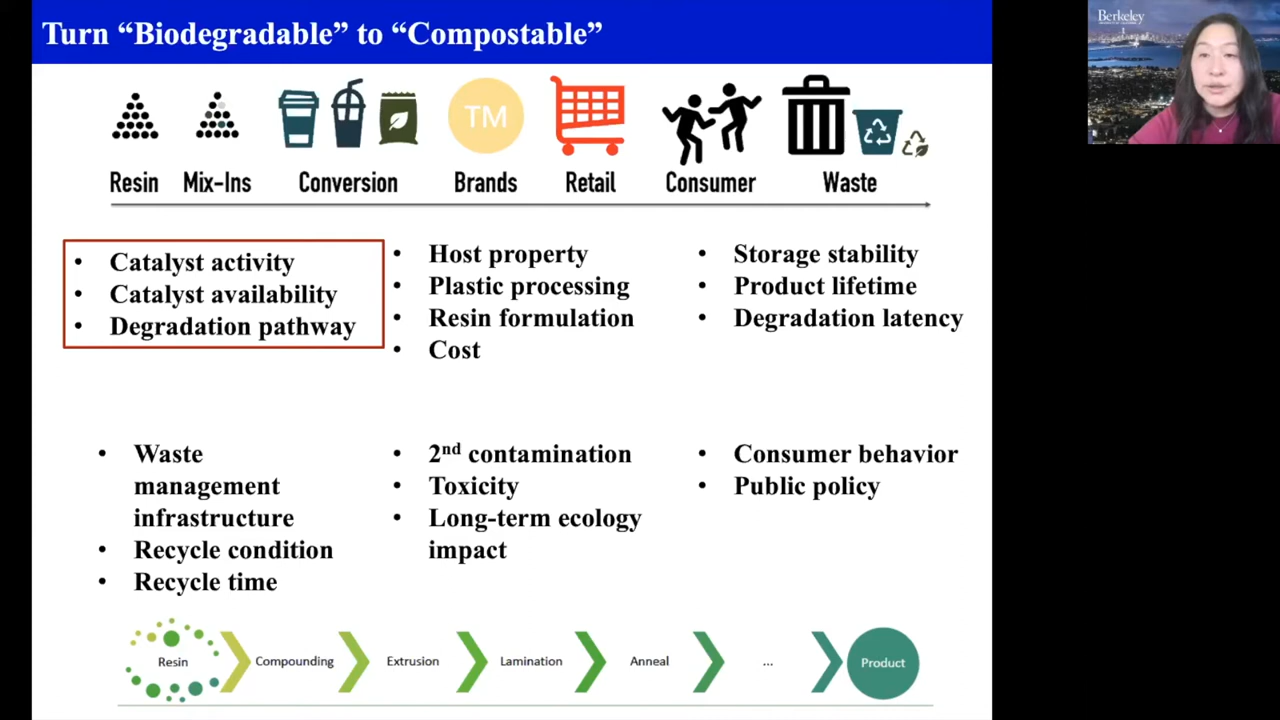 Turn “Biodegradable” to “Compostable”
Berkeley
TM
Resin Mix-Ins Conversion Brands Retail Consumer Waste
• Catalyst activity
• Catalyst availability
• Degradation pathway
• Host property
• Plastic processing
• Resin formulation
• Cost
• Storage stability
• Product lifetime
• Degradation latency
• Waste
management
infrastructure
• Recycle condition
• Recycle time
• 2nd contamination
• Toxicity
• Long-term ecology
impact
• Consumer behavior
• Public policy
Resin Compounding Extrusion Lamination Anneal ... Product